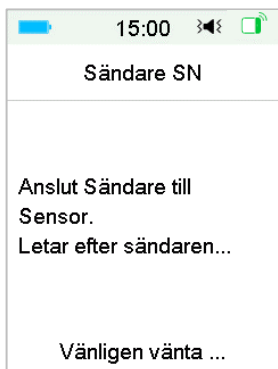 15:00
Sändare SN
Anslut Sändare till
Sensor.
Letar efter sändaren...
Vänligen vänta ...